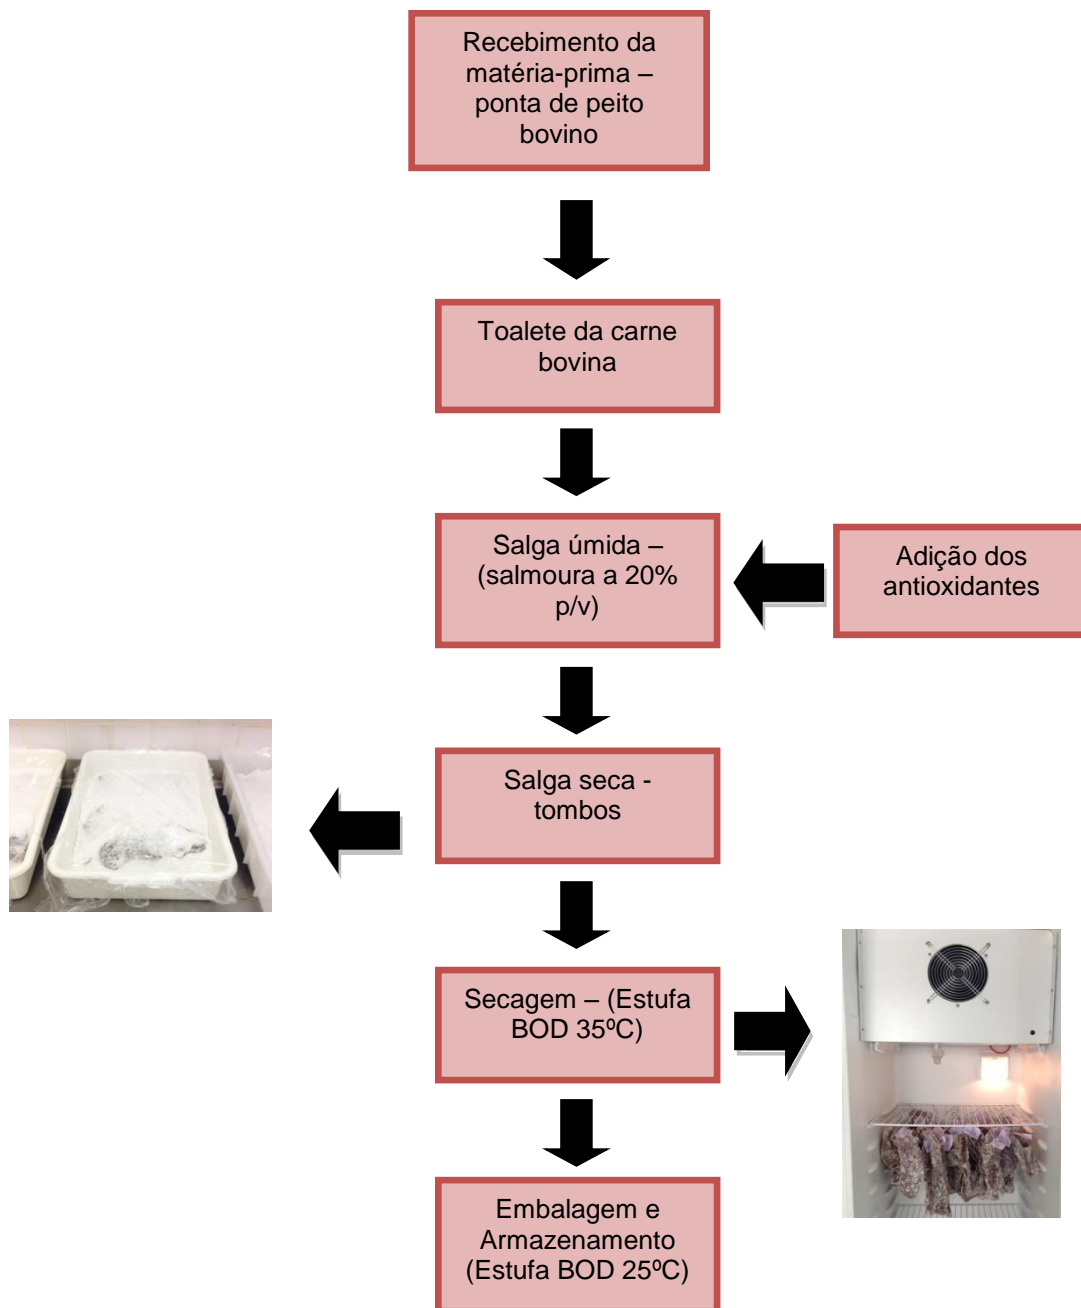 Recebimento da
matéria-prima –
ponta de peito
bovino
Toalete da carne
bovina
Salga úmida –
(salmoura a 20%
p/v)
Adição dos
antioxidantes
Salga seca -
tombos
Secagem – (Estufa
BOD 35ºC)
Embalagem e
Armazenamento
(Estufa BOD 25ºC)